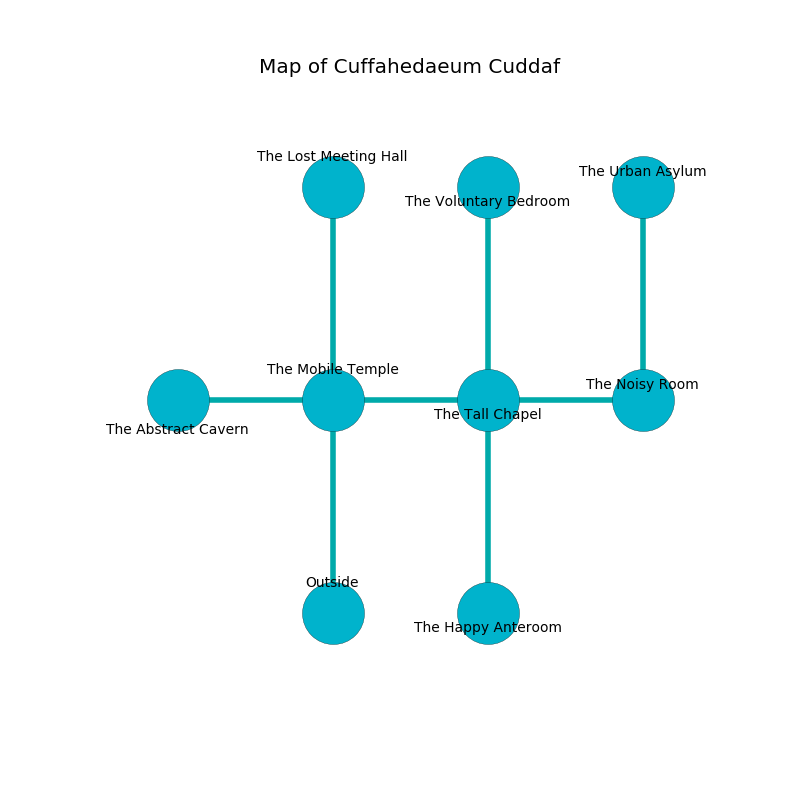 Map of Cuffahedaeum Cuddaf
The Lost Meeting Hall
The Voluntary Bedroom
The Urban Asylum
The Mobile Temple
The Tall Chapel
The Noisy Room
The Abstract Cavern
Outside
The Happy Anteroom